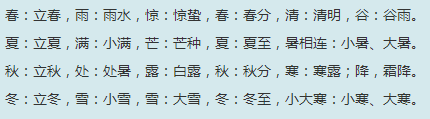 春：立春，雨：雨水，惊：惊蛰，春：春分，清：清明，谷：谷雨。
夏：立夏，满：小满，芒：芒种，夏：夏至，暑相连：小暑、大暑。
秋：立秋，处：处暑，露：白露，秋：秋分，寒：寒露；降，霜降。
冬：立冬，雪：小雪，雪：大雪，冬：冬至，小大寒：小寒、大寒。